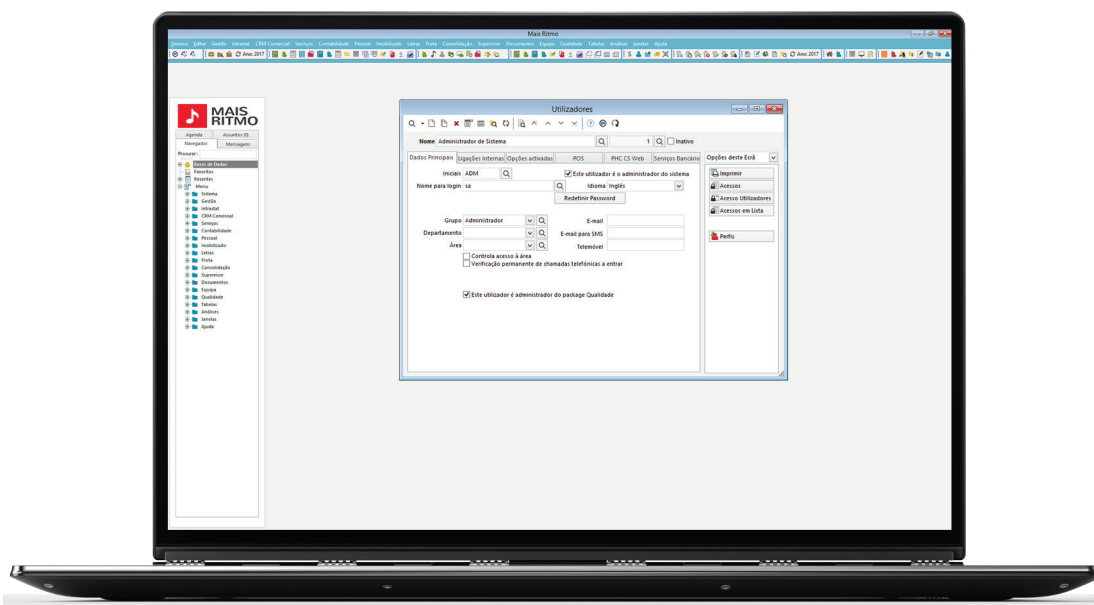 Mais Ritmo
Sistema Editar Gestão Intrastat CRM Comercial Serviços Contabilidade Pessoal Imobilizado Letras Frota Consolidação Supervisor Documentos Equipa Qualidade Tabelas Análises Janelas Ajuda
Ano: 2017 Ano: 2017
MAIS
RITMO
Agenda Assuntos (0)
Navegador Mensagens
Procurar:
Bases de Dados
Favoritos
Recentes
Menu
Sistema
Gestão
Intrastat
CRM Comercial
Serviços
Contabilidade
Pessoal
Imobilizado
Letras
Frota
Consolidação
Supervisor
Documentos
Equipa
Qualidade
Tabelas
Análises
Janelas
Ajuda
Utilizadores
Nome Administrador de Sistema 1 Inativo
Dados Principais Ligações Internas Opções activadas POS PHC CS Web Serviços Bancário
Iniciais ADM Este utilizador é o administrador do sistema
Nome para login sa Idioma Inglês
Redefinir Password
Grupo Administrador E-mail
Departamento E-mail para SMS
Área Telemóvel
Controla acesso à área
Verificação permanente de chamadas telefónicas a entrar
Este utilizador é administrador do package Qualidade
Opções deste Ecrã
Imprimir
Acessos
Acesso Utilizadores
Acessos em Lista
Perfis